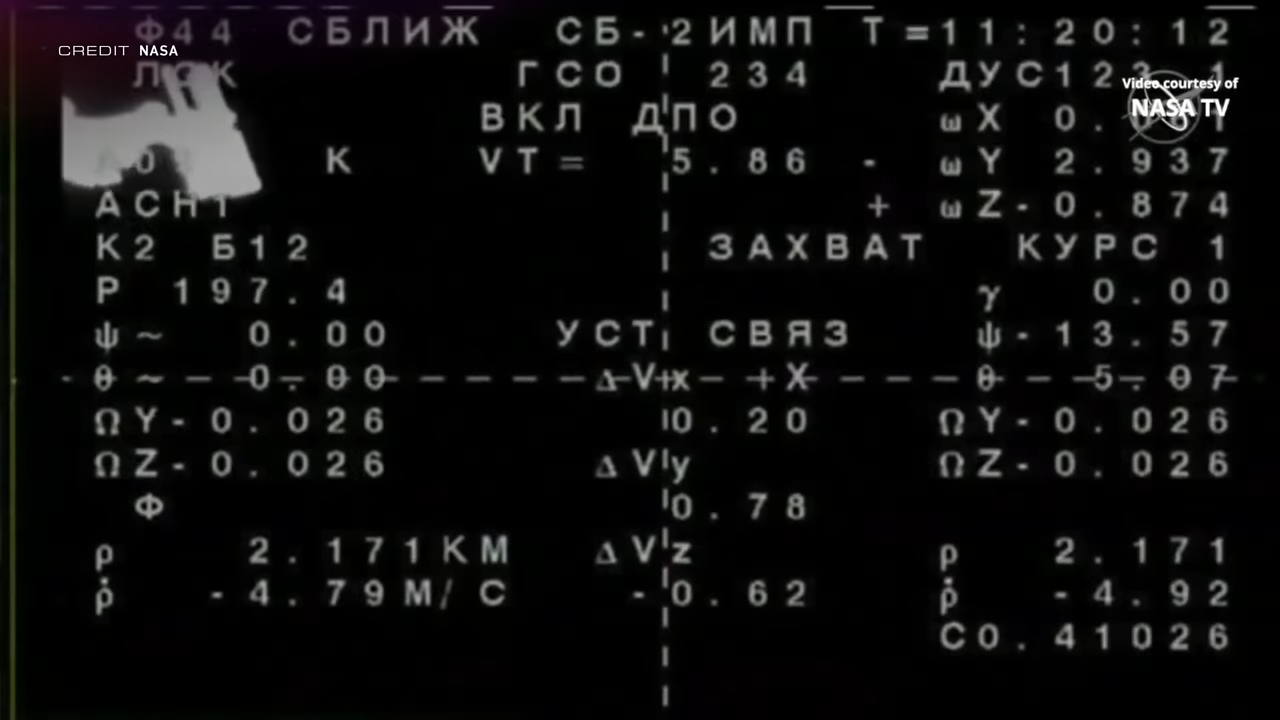 Ф44 СБЛИЖ СБ-2ИМП Т=11:20:12
CREDIT NASA
ЛСК ГСО 234 ДУС12
Video courtesy of
NASA TV
ВКЛ ДПО ωX 0.
К VT= 5.86 - ωY 2.937
АСН1 + ωZ-0.874
К2 Б12 ЗАХВАТ КУРС 1
Р 197.4 γ 0.00
ψ~ 0.00 УСТ СВЯЗ ψ-13.57
θ ~ 0.00 ΔVx +X θ 5.07
ΩY-0.026 0.20 ΩY-0.026
ΩZ-0.026 ΔVy ΩZ-0.026
Ф 0.78
ρ 2.171КМ ΔVz ρ 2.171
ρ̇ -4.79М/С -0.62 ρ̇ -4.92
С0.41026